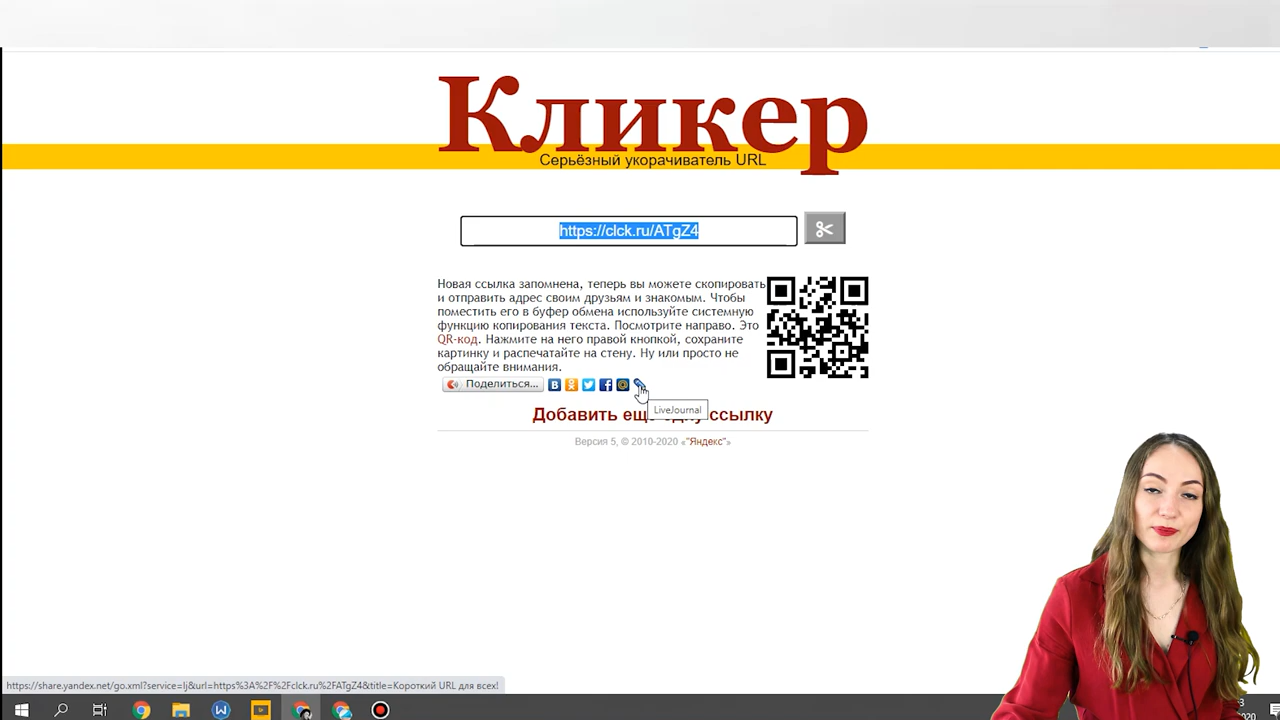 Кликер
Серьёзный укорачиватель URL
https://clck.ru/ATgZ4
Новая ссылка запомнена, теперь вы можете скопировать
и отправить адрес своим друзьям и знакомым. Чтобы
поместить его в буфер обмена используйте системную
функцию копирования текста. Посмотрите направо. Это
QR-код. Нажмите на него правой кнопкой, сохраните
картинку и распечатайте на стену. Ну или просто не
обращайте внимания.
Поделиться...
LiveJournal
Добавить ещ ссылку
Версия 5, © 2010-2020 «"Яндекс"»
https://share.yandex.net/go.xml?service=lj&url=https%3A%2F%2Fclck.ru%2FATgZ4&title=Короткий URL для всех!
3
2020